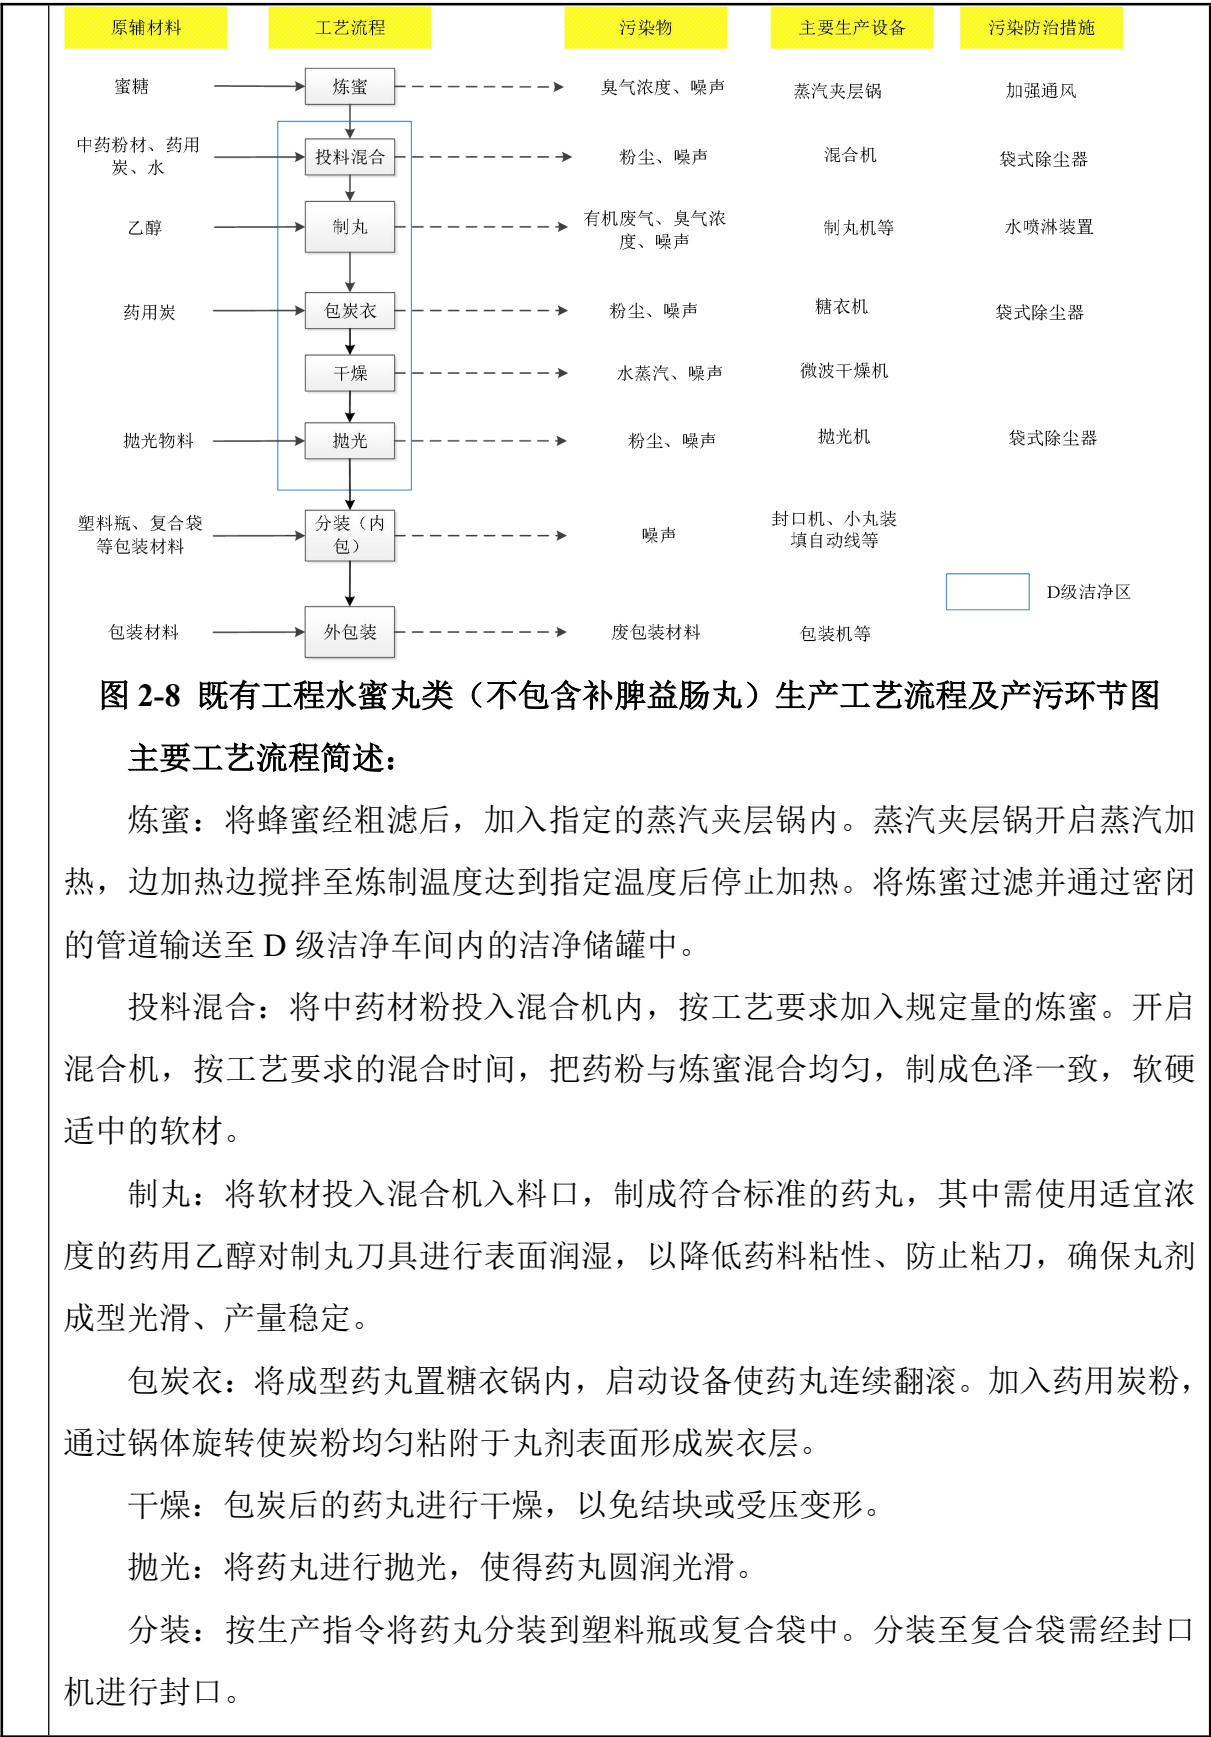 原辅材料 工艺流程 污染物 主要生产设备 污染防治措施
蜜糖 炼蜜 臭气浓度、噪声 蒸汽夹层锅 加强通风
中药粉材、药用
炭、水
投料混合 粉尘、噪声 混合机 袋式除尘器
乙醇 制丸
有机废气、臭气浓
度、噪声
制丸机等 水喷淋装置
药用炭 包炭衣 粉尘、噪声 糖衣机 袋式除尘器
干燥 水蒸汽、噪声 微波干燥机
抛光物料 抛光 粉尘、噪声 抛光机 袋式除尘器
塑料瓶、复合袋
等包装材料
分装（内
包）
噪声
封口机、小丸装
填自动线等
D级洁净区
包装材料 外包装 废包装材料 包装机等
图 2-8 既有工程水蜜丸类（不包含补脾益肠丸）生产工艺流程及产污环节图
主要工艺流程简述：
炼蜜：将蜂蜜经粗滤后，加入指定的蒸汽夹层锅内。蒸汽夹层锅开启蒸汽加
热，边加热边搅拌至炼制温度达到指定温度后停止加热。将炼蜜过滤并通过密闭
的管道输送至 D 级洁净车间内的洁净储罐中。
投料混合：将中药材粉投入混合机内，按工艺要求加入规定量的炼蜜。开启
混合机，按工艺要求的混合时间，把药粉与炼蜜混合均匀，制成色泽一致，软硬
适中的软材。
制丸：将软材投入混合机入料口，制成符合标准的药丸，其中需使用适宜浓
度的药用乙醇对制丸刀具进行表面润湿，以降低药料粘性、防止粘刀，确保丸剂
成型光滑、产量稳定。
包炭衣：将成型药丸置糖衣锅内，启动设备使药丸连续翻滚。加入药用炭粉，
通过锅体旋转使炭粉均匀粘附于丸剂表面形成炭衣层。
干燥：包炭后的药丸进行干燥，以免结块或受压变形。
抛光：将药丸进行抛光，使得药丸圆润光滑。
分装：按生产指令将药丸分装到塑料瓶或复合袋中。分装至复合袋需经封口
机进行封口。